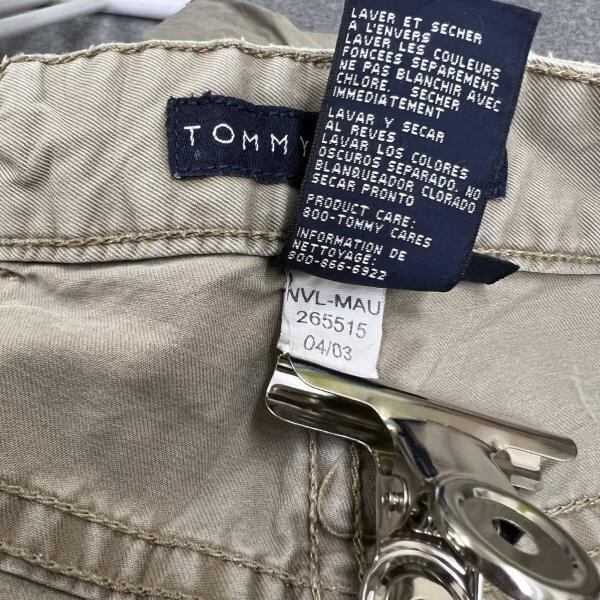 TOMMY
LAVER ET SECHER
A L'ENVERS
LAVER LES COULEURS
FONCÉES SEPAREMENT
NE PAS BLANCHIR AVEC
CHLORE. SECHER
IMMEDIATEMENT
LAVAR Y SECAR
AL REVES
LAVAR LOS COLORES
OSCUROS SEPARADO. NO
BLANQUEADOR CLORADO
SECAR PRONTO
PRODUCT CARE:
800-TOMMY CARES
INFORMATION DE
NETTOYAGE:
800-866-6922
NVL-MAU
265515
04/03